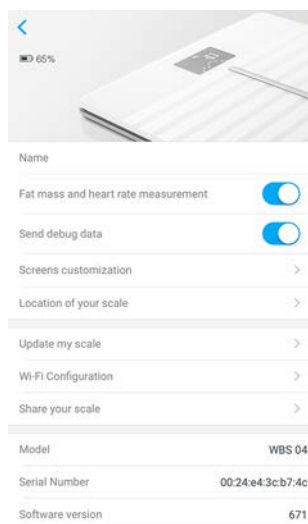 65%
Name
Fat mass and heart rate measurement
Send debug data
Screens customization
Location of your scale
Update my scale
Wi-Fi Configuration
Share your scale
Model WBS 04
Serial Number 00:24:e4:3c:b7:4c
Software version 671